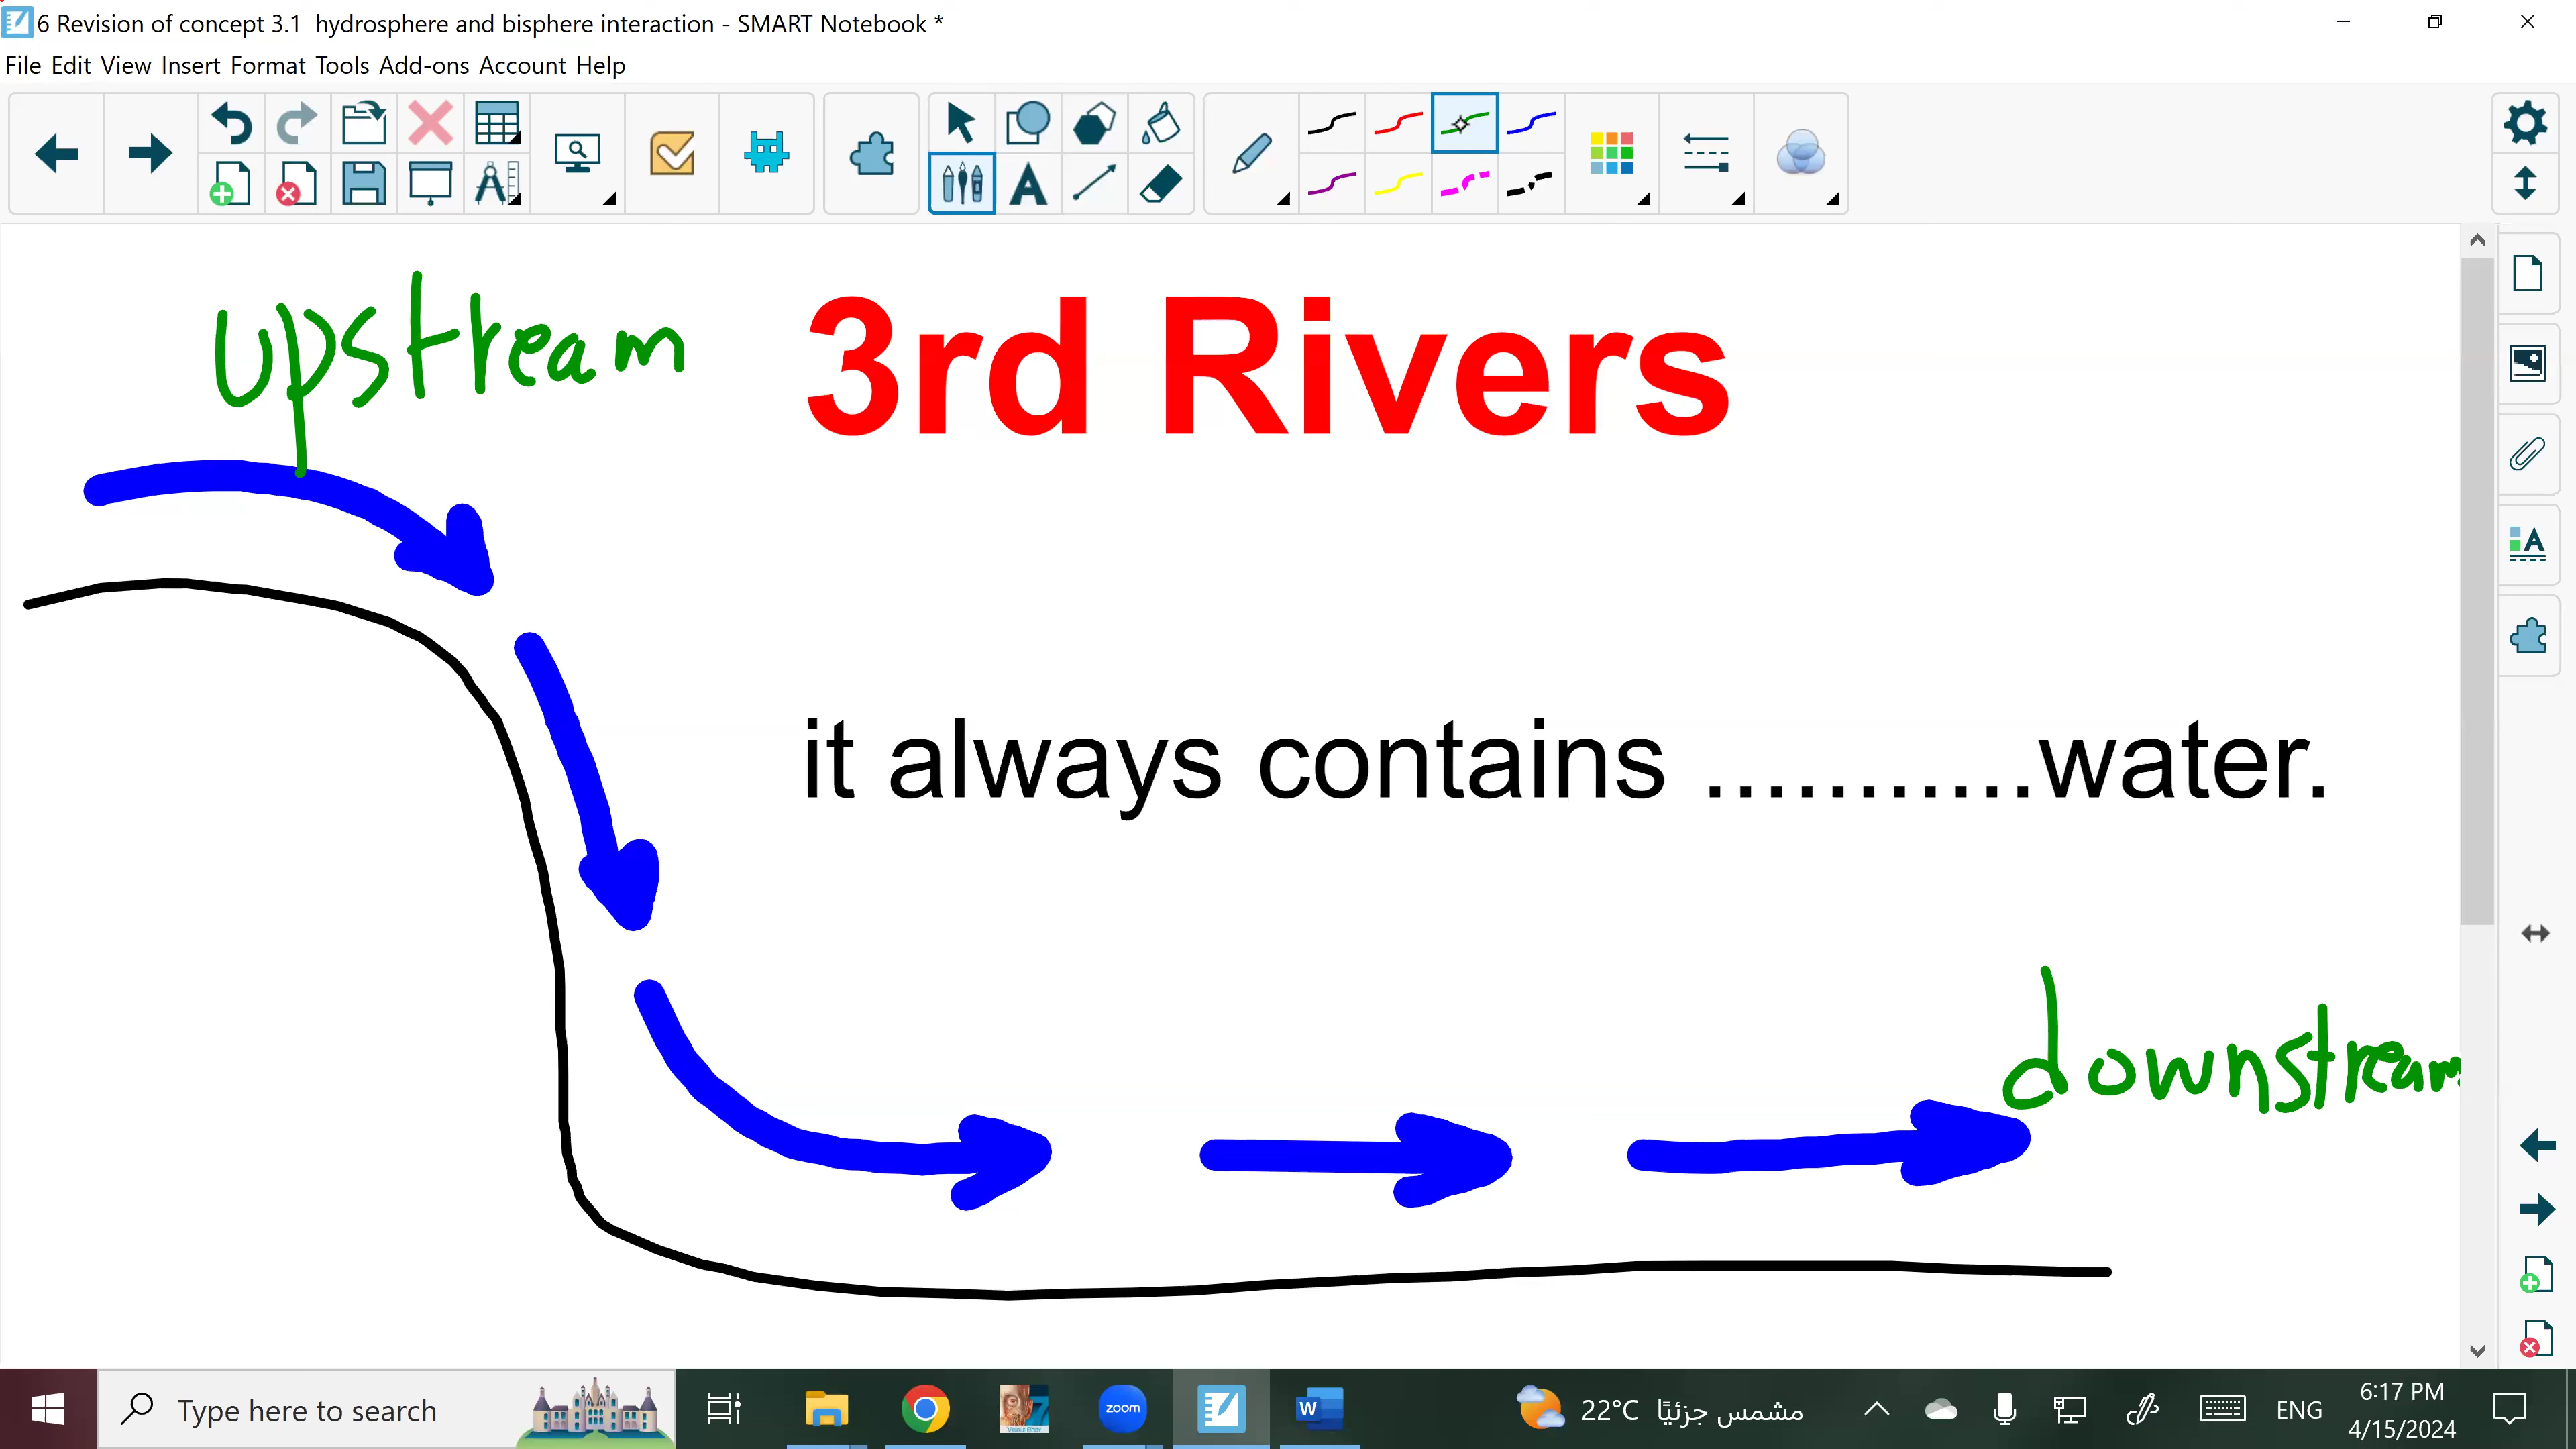 6 Revision of concept 3.1  hydrosphere and bisphere interaction - SMART Notebook *
File Edit View Insert Format Tools Add-ons Account Help
upstream
3rd Rivers
it always contains ...........water.
downstream
Type here to search
zoom
W
22°C مشمس جزئيًا
ENG
6:17 PM
4/15/2024